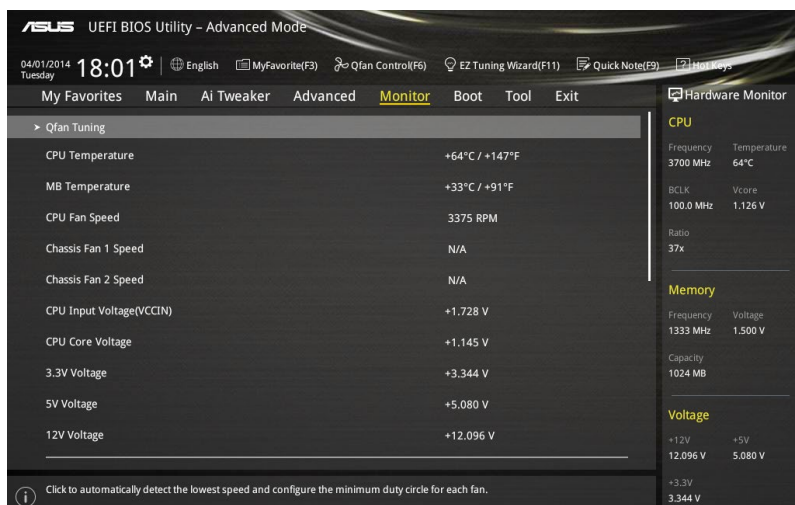 ASUS UEFI BIOS Utility – Advanced Mode
04/01/2014
Tuesday
18:01
English MyFavorite(F3) Qfan Control(F6) EZ Tuning Wizard(F11) Quick Note(F9) Hot Keys
My Favorites Main Ai Tweaker Advanced Monitor Boot Tool Exit
Qfan Tuning
CPU Temperature +64°C / +147°F
MB Temperature +33°C / +91°F
CPU Fan Speed 3375 RPM
Chassis Fan 1 Speed N/A
Chassis Fan 2 Speed N/A
CPU Input Voltage(VCCIN) +1.728 V
CPU Core Voltage +1.145 V
3.3V Voltage +3.344 V
5V Voltage +5.080 V
12V Voltage +12.096 V
Click to automatically detect the lowest speed and configure the minimum duty circle for each fan.
Hardware Monitor
CPU
Frequency Temperature
3700 MHz 64°C
BCLK Vcore
100.0 MHz 1.126 V
Ratio
37x
Memory
Frequency Voltage
1333 MHz 1.500 V
Capacity
1024 MB
Voltage
+12V +5V
12.096 V 5.080 V
+3.3V
3.344 V